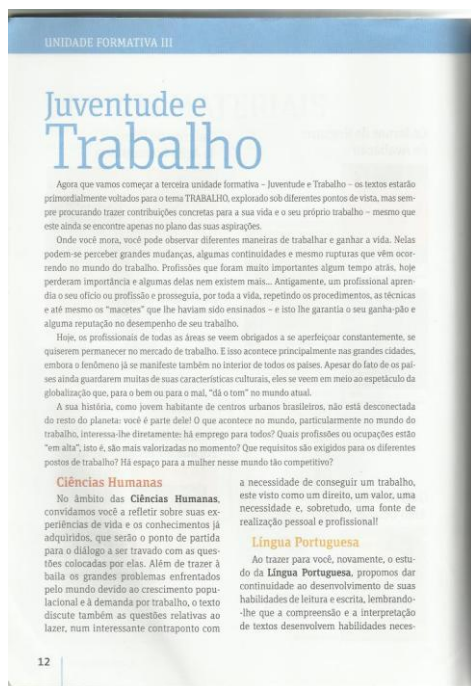 UNIDADE FORMATIVA III
Juventude e
Trabalho
Agora que vamos começar a terceira unidade formativa – Juventude e Trabalho – os textos estarão
primordialmente voltados para o tema TRABALHO, explorado sob diferentes pontos de vista, mas sem-
pre procurando trazer contribuições concretas para a sua vida e o seu próprio trabalho – mesmo que
este ainda se encontre apenas no plano das suas aspirações.
Onde você mora, você pode observar diferentes maneiras de trabalhar e ganhar a vida. Nelas
podem-se perceber grandes mudanças, algumas continuidades e mesmo rupturas que vêm ocor-
rendo no mundo do trabalho. Profissões que foram muito importantes algum tempo atrás, hoje
perderam importância e algumas delas nem existem mais... Antigamente, um profissional apren-
dia o seu ofício ou profissão e prosseguia, por toda a vida, repetindo os procedimentos, as técnicas
e até mesmo os "macetes" que lhe haviam sido ensinados – e isto lhe garantia o seu ganha-pão e
alguma reputação no desempenho de seu trabalho.
Hoje, os profissionais de todas as áreas se veem obrigados a se aperfeiçoar constantemente, se
quiserem permanecer no mercado de trabalho. E isso acontece principalmente nas grandes cidades,
embora o fenômeno já se manifeste também no interior de todos os países. Apesar do fato de os paí-
ses ainda guardarem muitas de suas características culturais, eles se veem em meio ao espetáculo da
globalização que, para o bem ou para o mal, "dá o tom" no mundo atual.
A sua história, como jovem habitante de centros urbanos brasileiros, não está desconectada
do resto do planeta: você é parte dele! O que acontece no mundo, particularmente no mundo do
trabalho, interessa-lhe diretamente: há emprego para todos? Quais profissões ou ocupações estão
"em alta", isto é, são mais valorizadas no momento? Que requisitos são exigidos para os diferentes
postos de trabalho? Há espaço para a mulher nesse mundo tão competitivo?
Ciências Humanas
No âmbito das Ciências Humanas,
convidamos você a refletir sobre suas ex-
periências de vida e os conhecimentos já
adquiridos, que serão o ponto de partida
para o diálogo a ser travado com as ques-
tões colocadas por elas. Além de trazer à
baila os grandes problemas enfrentados
pelo mundo devido ao crescimento popu-
lacional e à demanda por trabalho, o texto
discute também as questões relativas ao
lazer, num interessante contraponto com
a necessidade de conseguir um trabalho,
este visto como um direito, um valor, uma
necessidade e, sobretudo, uma fonte de
realização pessoal e profissional!
Língua Portuguesa
Ao trazer para você, novamente, o estu-
do da Língua Portuguesa, propomos dar
continuidade ao desenvolvimento de suas
habilidades de leitura e escrita, lembrando-
-lhe que a compreensão e a interpretação
de textos desenvolvem habilidades neces-
12